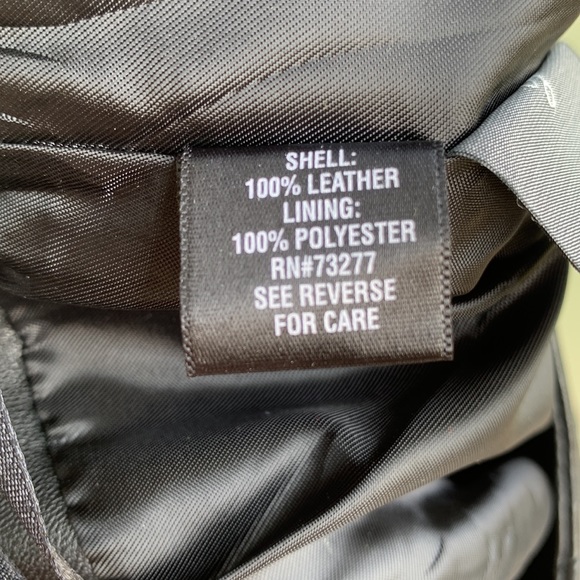 SHELL:
100% LEATHER
LINING:
100% POLYESTER
RN#73277
SEE REVERSE
FOR CARE